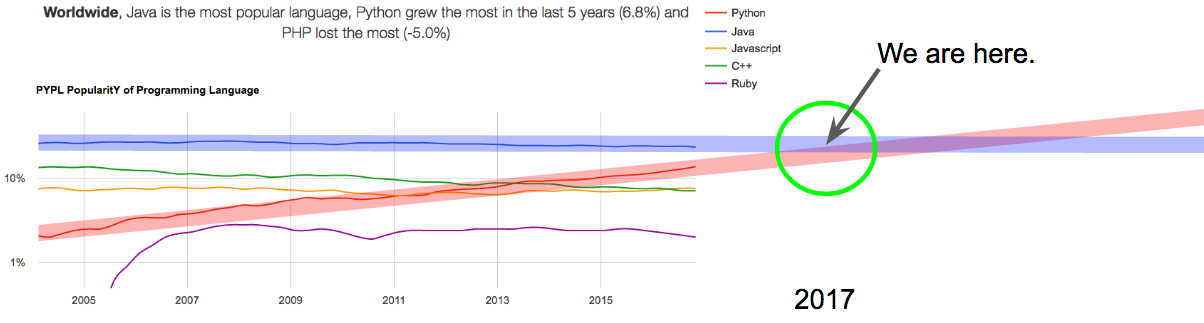 Worldwide, Java is the most popular language, Python grew the most in the last 5 years (6.8%) and
PHP lost the most (-5.0%)
Python
Java
Javascript
C++
Ruby
We are here.
PYPL PopularitY of Programming Language
10%
1%
2005 2007 2009 2011 2013 2015
2017